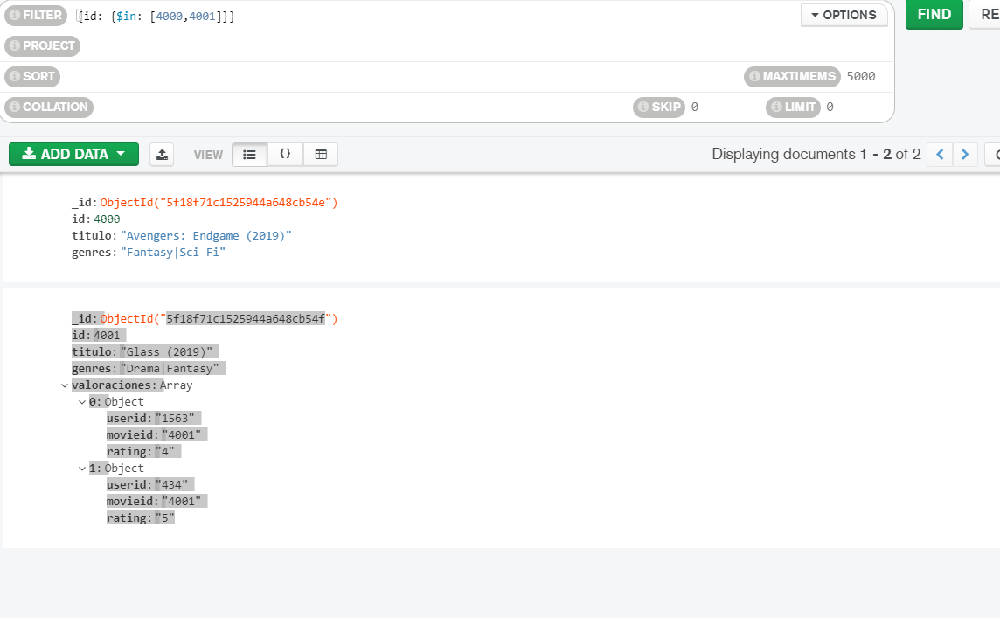 FILTER {id: {$in: [4000,4001]}} OPTIONS FIND RE
PROJECT
SORT MAXTIMEMS 5000
COLLATION SKIP 0 LIMIT 0
ADD DATA VIEW {} Displaying documents 1 - 2 of 2
_id: ObjectId("5f18f71c1525944a648cb54e")
id: 4000
titulo: "Avengers: Endgame (2019)"
genres: "Fantasy|Sci-Fi"
_id: ObjectId("5f18f71c1525944a648cb54f")
id: 4001
titulo: "Glass (2019)"
genres: "Drama|Fantasy"
valoraciones: Array
0: Object
userid: "1563"
movieid: "4001"
rating: "4"
1: Object
userid: "434"
movieid: "4001"
rating: "5"